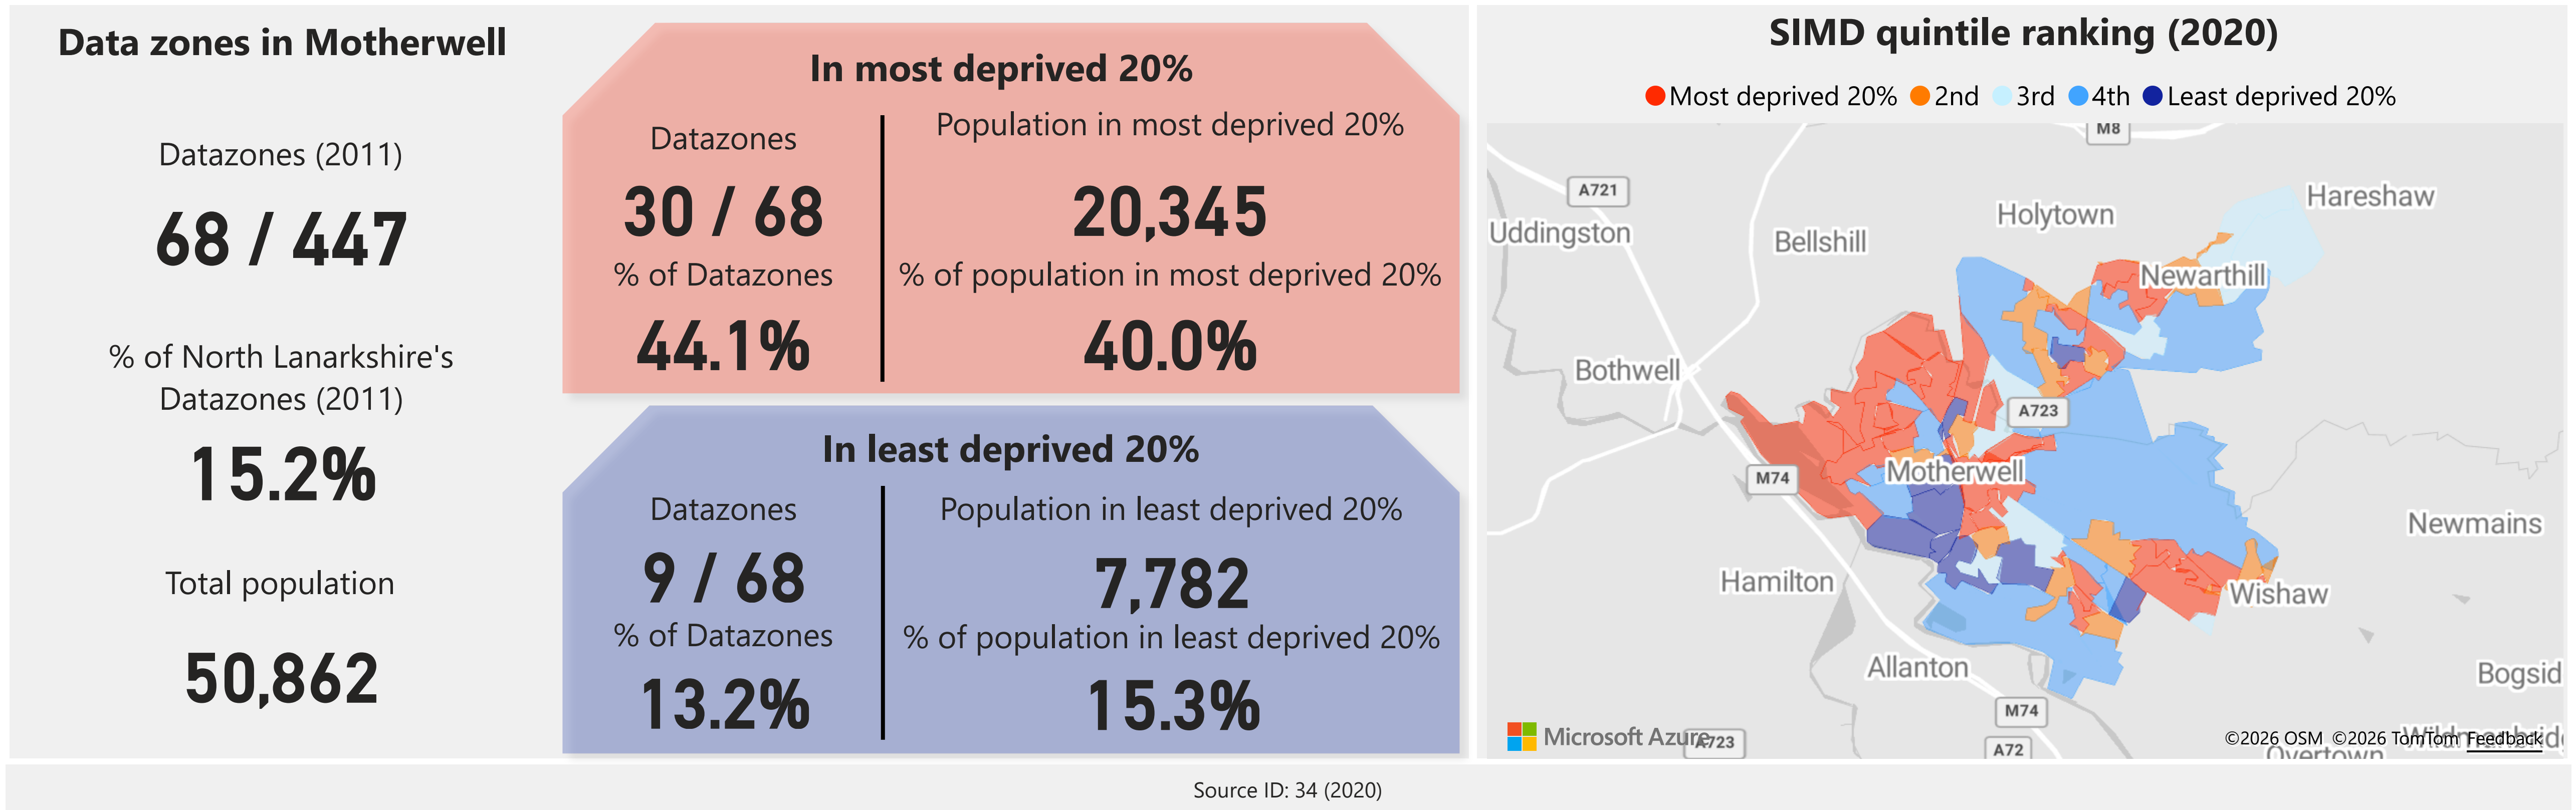 Data zones in Motherwell
Datazones (2011)
68 / 447
% of North Lanarkshire's
Datazones (2011)
15.2%
Total population
50,862
In most deprived 20%
Datazones
30 / 68
% of Datazones
44.1%
Population in most deprived 20%
20,345
% of population in most deprived 20%
40.0%
In least deprived 20%
Datazones
9 / 68
% of Datazones
13.2%
Population in least deprived 20%
7,782
% of population in least deprived 20%
15.3%
SIMD quintile ranking (2020)
Most deprived 20% 2nd 3rd 4th Least deprived 20%
M8
A721
Hareshaw
Holytown
Uddingston
Bellshill
Newarthill
Bothwell
A723
Motherwell
M74
Newmains
Hamilton
Wishaw
Allanton
Bogsid
M74
Microsoft Azure
A723
A72
©2026 OSM ©2026 TomTom Feedback
Overtown
Source ID: 34 (2020)